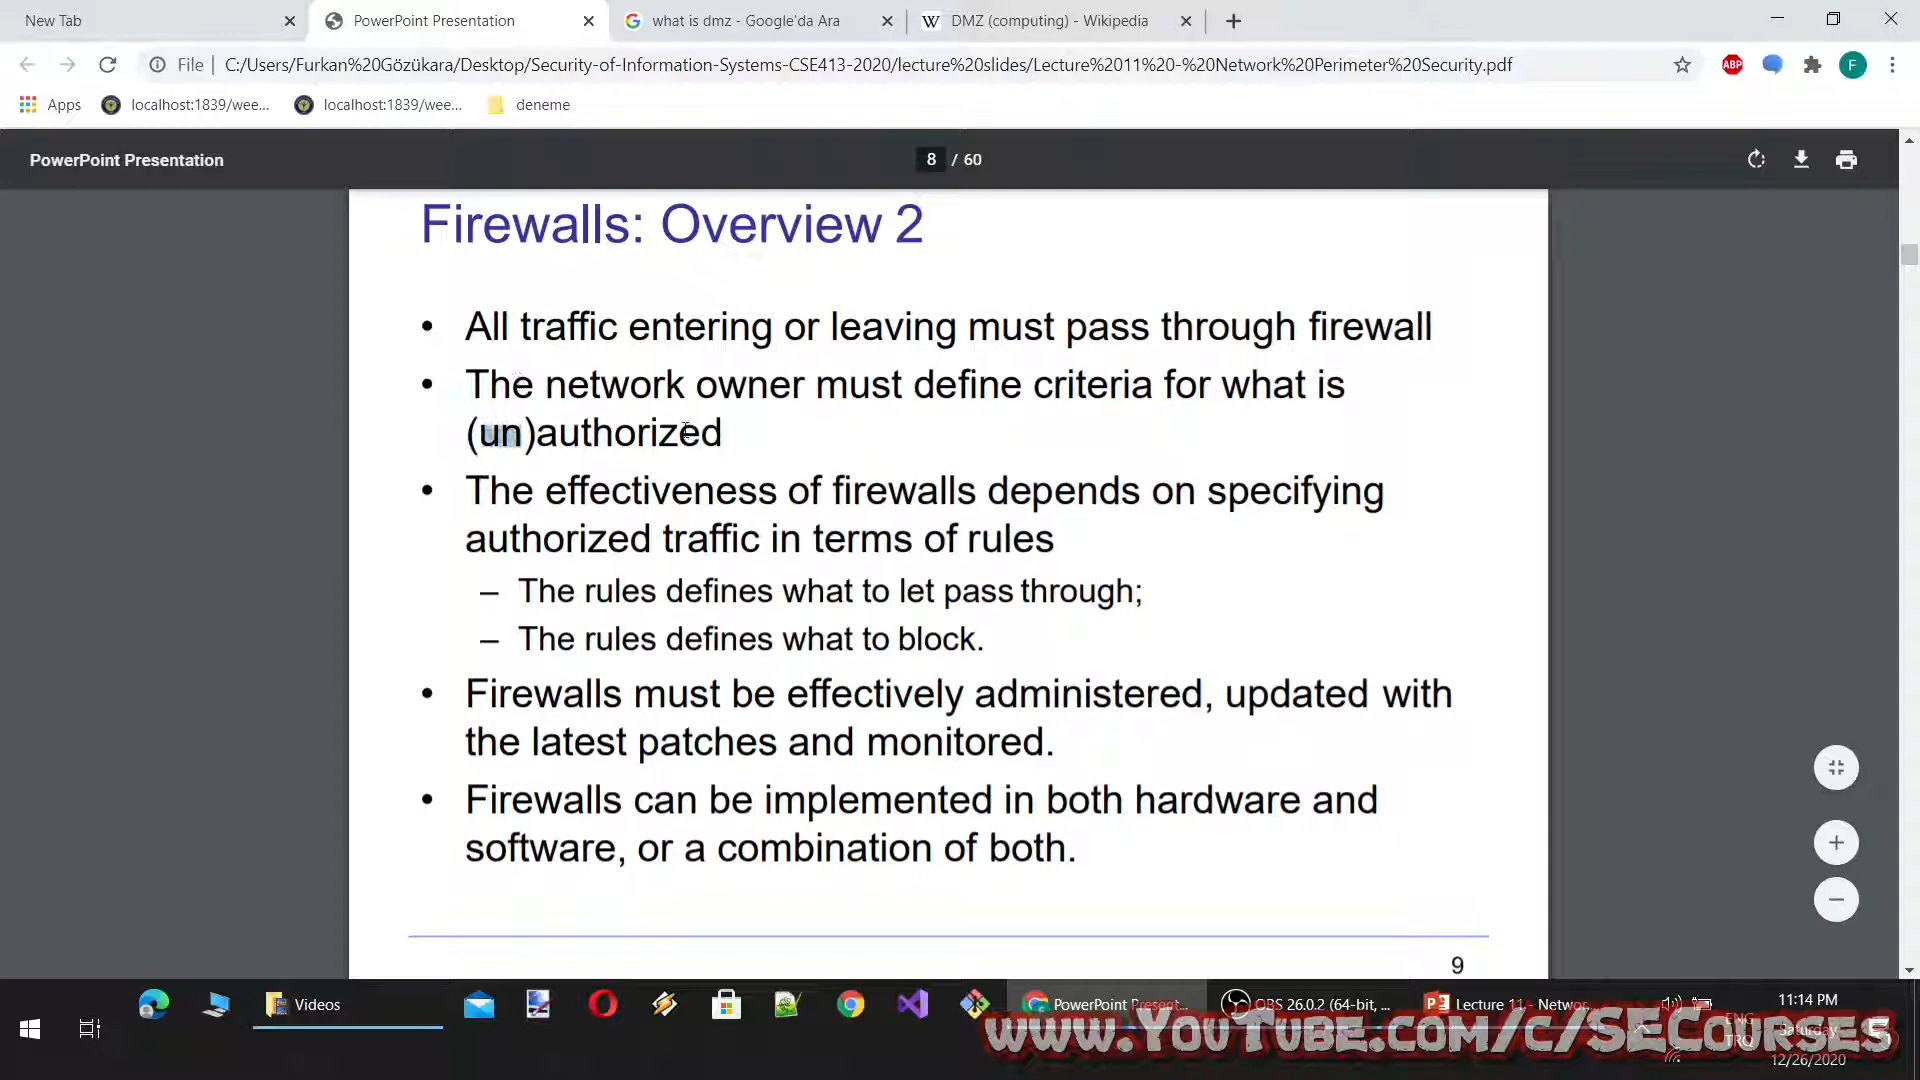 New Tab
PowerPoint Presentation
what is dmz - Google'da Ara
W DMZ (computing) - Wikipedia
File C:/Users/Furkan%20Gözükara/Desktop/Security-of-Information-Systems-CSE413-2020/lecture%20slides/Lecture%2011%20-%20Network%20Perimeter%20Security.pdf
ABP
F
Apps
localhost:1839/wee...
localhost:1839/wee...
deneme
PowerPoint Presentation
8 / 60
Firewalls: Overview 2
• All traffic entering or leaving must pass through firewall
• The network owner must define criteria for what is
(un)authorized
• The effectiveness of firewalls depends on specifying
authorized traffic in terms of rules
– The rules defines what to let pass through;
– The rules defines what to block.
• Firewalls must be effectively administered, updated with
the latest patches and monitored.
• Firewalls can be implemented in both hardware and
software, or a combination of both.
9
Videos
PowerPoint Present...
OBS 26.0.2 (64-bit, ...
Lecture 11 - Networ...
11:14 PM
ENG
Saturday
TRQ
12/26/2020
www.YouTube.com/c/SECourses